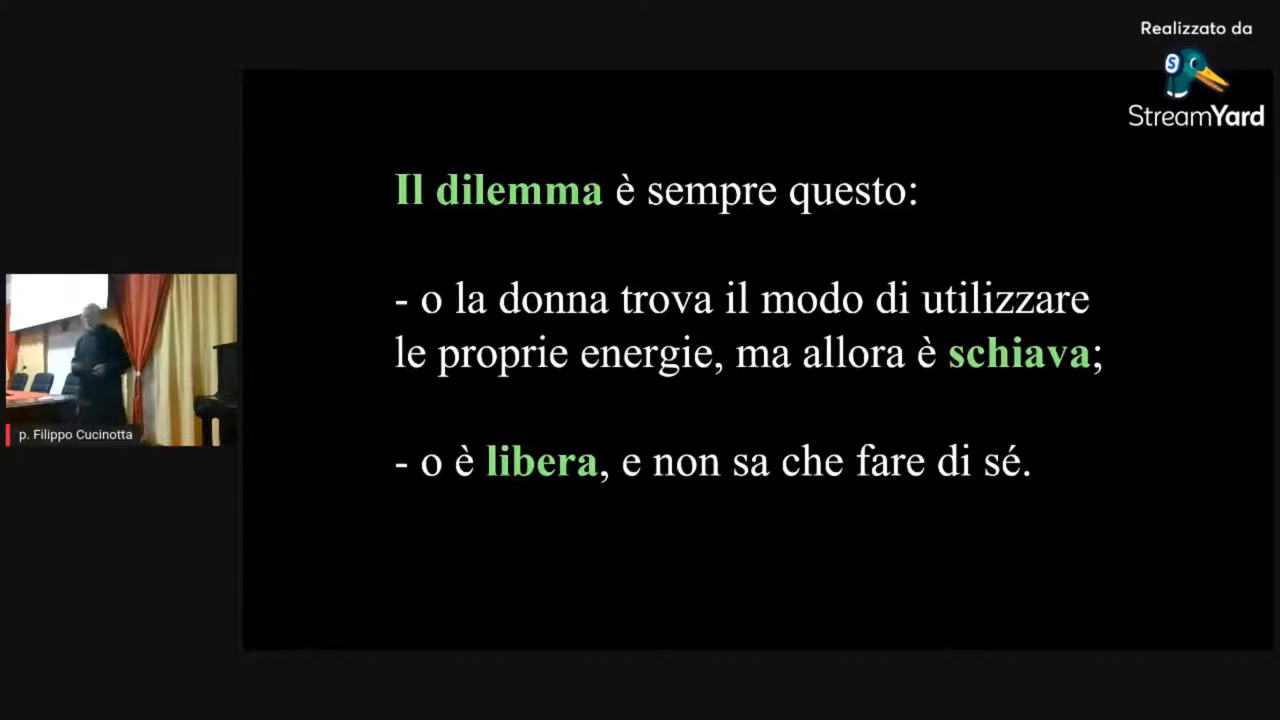 Realizzato da
StreamYard
Il dilemma è sempre questo:
- o la donna trova il modo di utilizzare
le proprie energie, ma allora è schiava;
- o è libera, e non sa che fare di sé.
p. Filippo Cucinotta